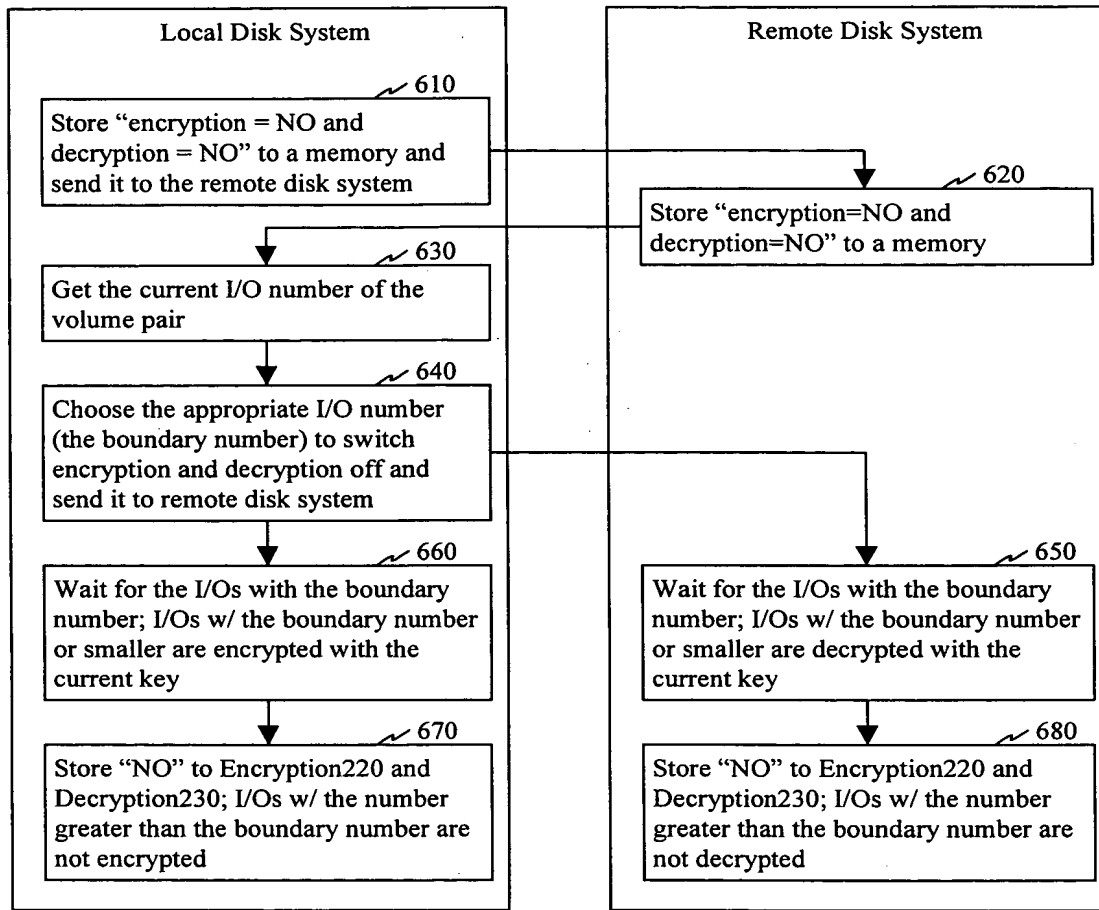 Local Disk System
Remote Disk System
610
Store “encryption = NO and
decryption = NO” to a memory and
send it to the remote disk system
620
Store “encryption=NO and
decryption=NO” to a memory
630
Get the current I/O number of the
volume pair
640
Choose the appropriate I/O number
(the boundary number) to switch
encryption and decryption off and
send it to remote disk system
660
Wait for the I/Os with the boundary
number; I/Os w/ the boundary number
or smaller are encrypted with the
current key
650
Wait for the I/Os with the boundary
number; I/Os w/ the boundary number
or smaller are decrypted with the
current key
670
Store “NO” to Encryption220 and
Decryption230; I/Os w/ the number
greater than the boundary number are
not encrypted
680
Store “NO” to Encryption220 and
Decryption230; I/Os w/ the number
greater than the boundary number are
not decrypted